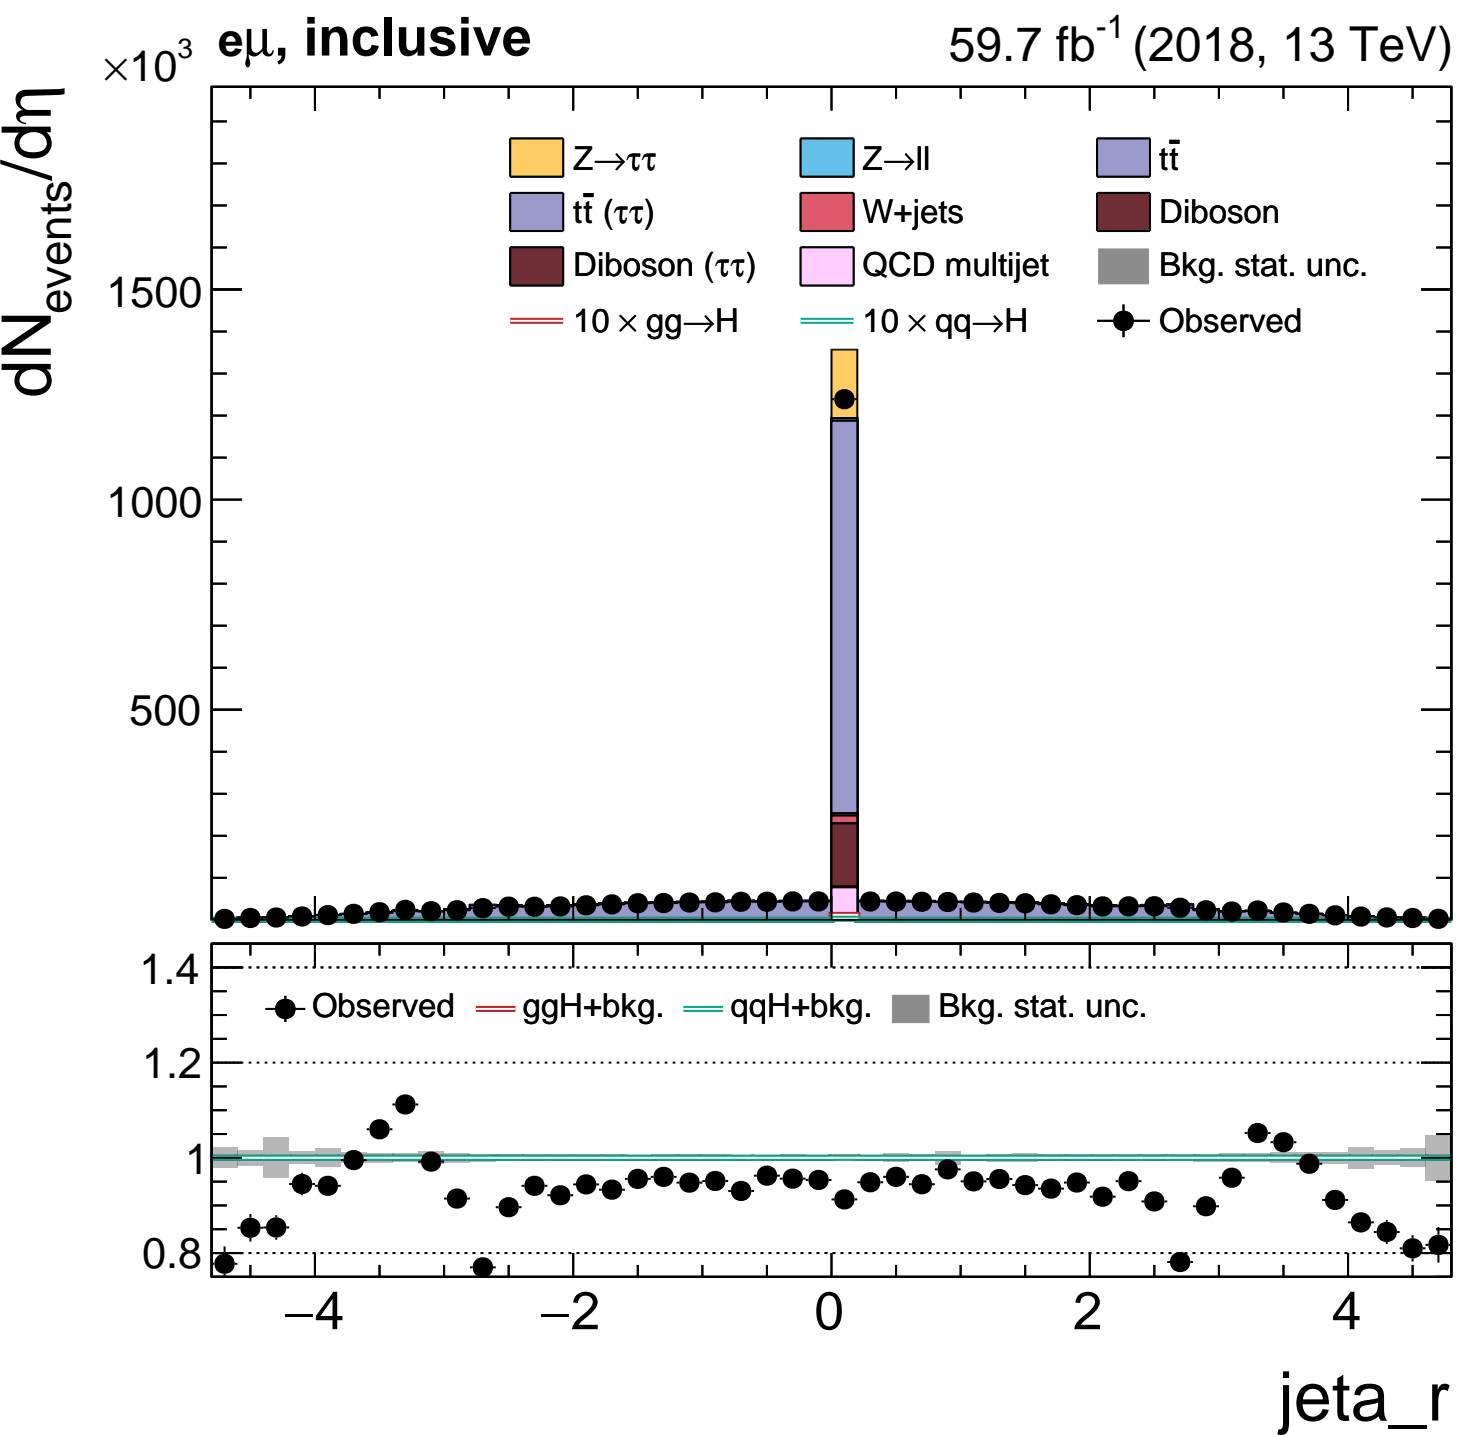 ×10³ eμ, inclusive 59.7 fb⁻¹ (2018, 13 TeV)
dN_events/dη
Z→ττ Z→ll tt̄
tt̄ (ττ) W+jets Diboson
Diboson (ττ) QCD multijet Bkg. stat. unc.
10 × gg→H 10 × qq→H Observed
1500
1000
500
1.4
Observed ggH+bkg. qqH+bkg. Bkg. stat. unc.
1.2
1
0.8
−4 −2 0 2 4
jeta_r